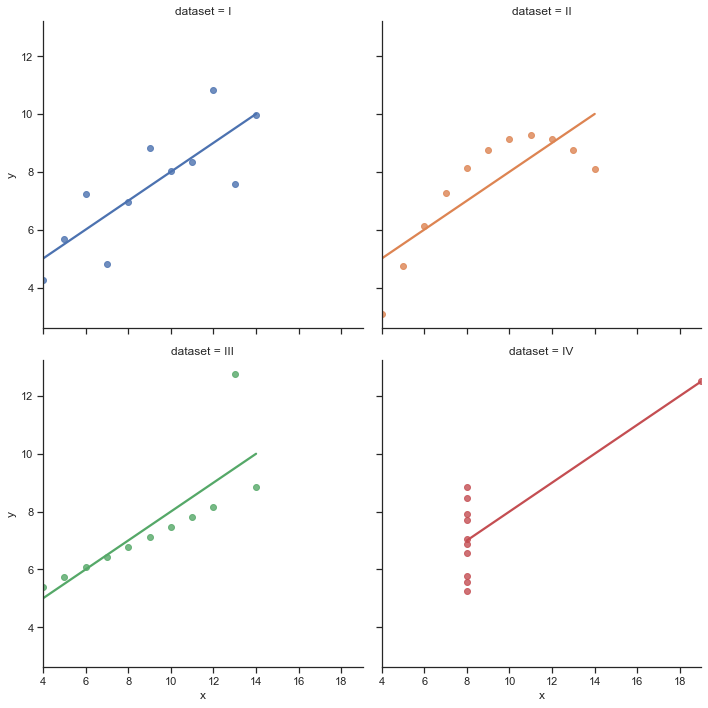 dataset = I
dataset = II
12
10
8
6
4
y
dataset = III
dataset = IV
12
10
8
6
4
y
4 6 8 10 12 14 16 18
4 6 8 10 12 14 16 18
x
x